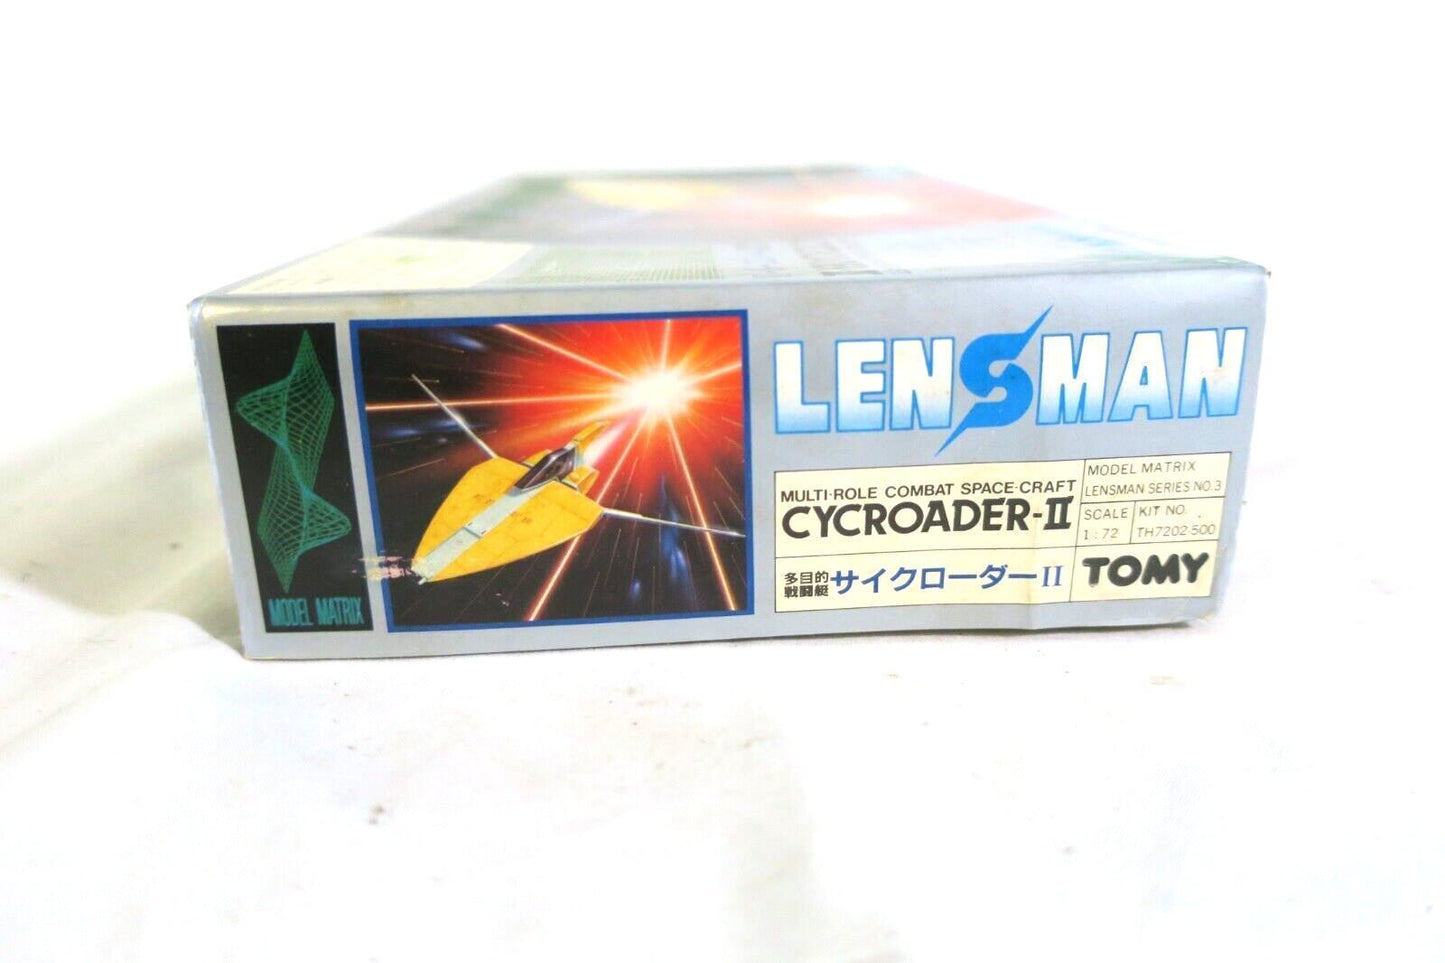 MODEL MATRIX
LENSMAN
MULTI-ROLE COMBAT SPACE-CRAFT
CYCROADER-II
多目的
戦闘艇
サイクローダーII
MODEL MATRIX
LENSMAN SERIES NO.3
SCALE
1:72
KIT NO.
TH7202-500
TOMY